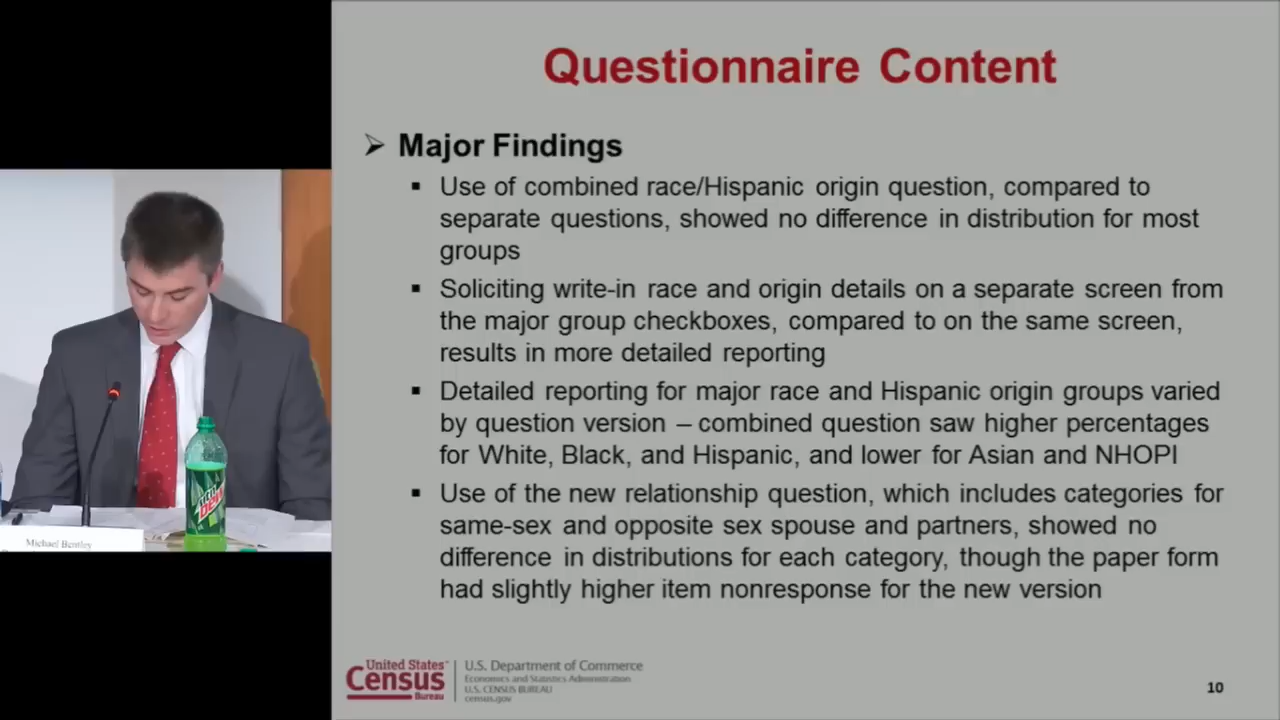 Questionnaire Content
➢ Major Findings
▪ Use of combined race/Hispanic origin question, compared to
separate questions, showed no difference in distribution for most
groups
▪ Soliciting write-in race and origin details on a separate screen from
the major group checkboxes, compared to on the same screen,
results in more detailed reporting
▪ Detailed reporting for major race and Hispanic origin groups varied
by question version – combined question saw higher percentages
for White, Black, and Hispanic, and lower for Asian and NHOPI
▪ Use of the new relationship question, which includes categories for
same-sex and opposite sex spouse and partners, showed no
difference in distributions for each category, though the paper form
had slightly higher item nonresponse for the new version
United States
Census
Bureau
U.S. Department of Commerce
Economics and Statistics Administration
U.S. CENSUS BUREAU
census.gov
10
Michael Bentley